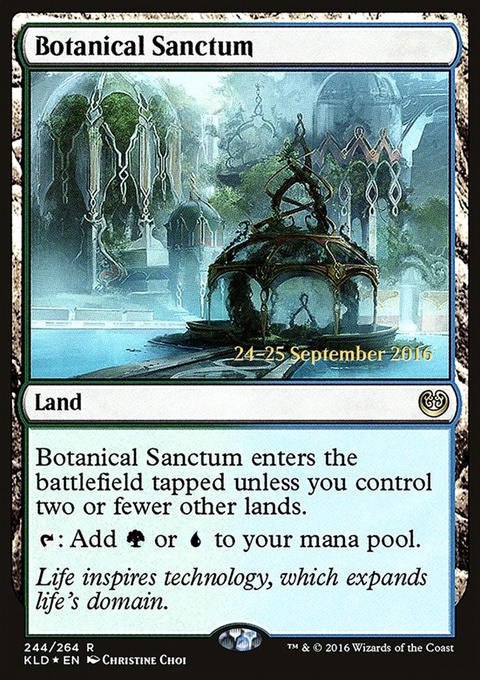 Botanical Sanctum
24–25 September 2016
Land
Botanical Sanctum enters the
battlefield tapped unless you control
two or fewer other lands.
: Add or to your mana pool.
Life inspires technology, which expands
life's domain.
244/264 R
KLD ★ EN Christine Choi
™ & © 2016 Wizards of the Coast